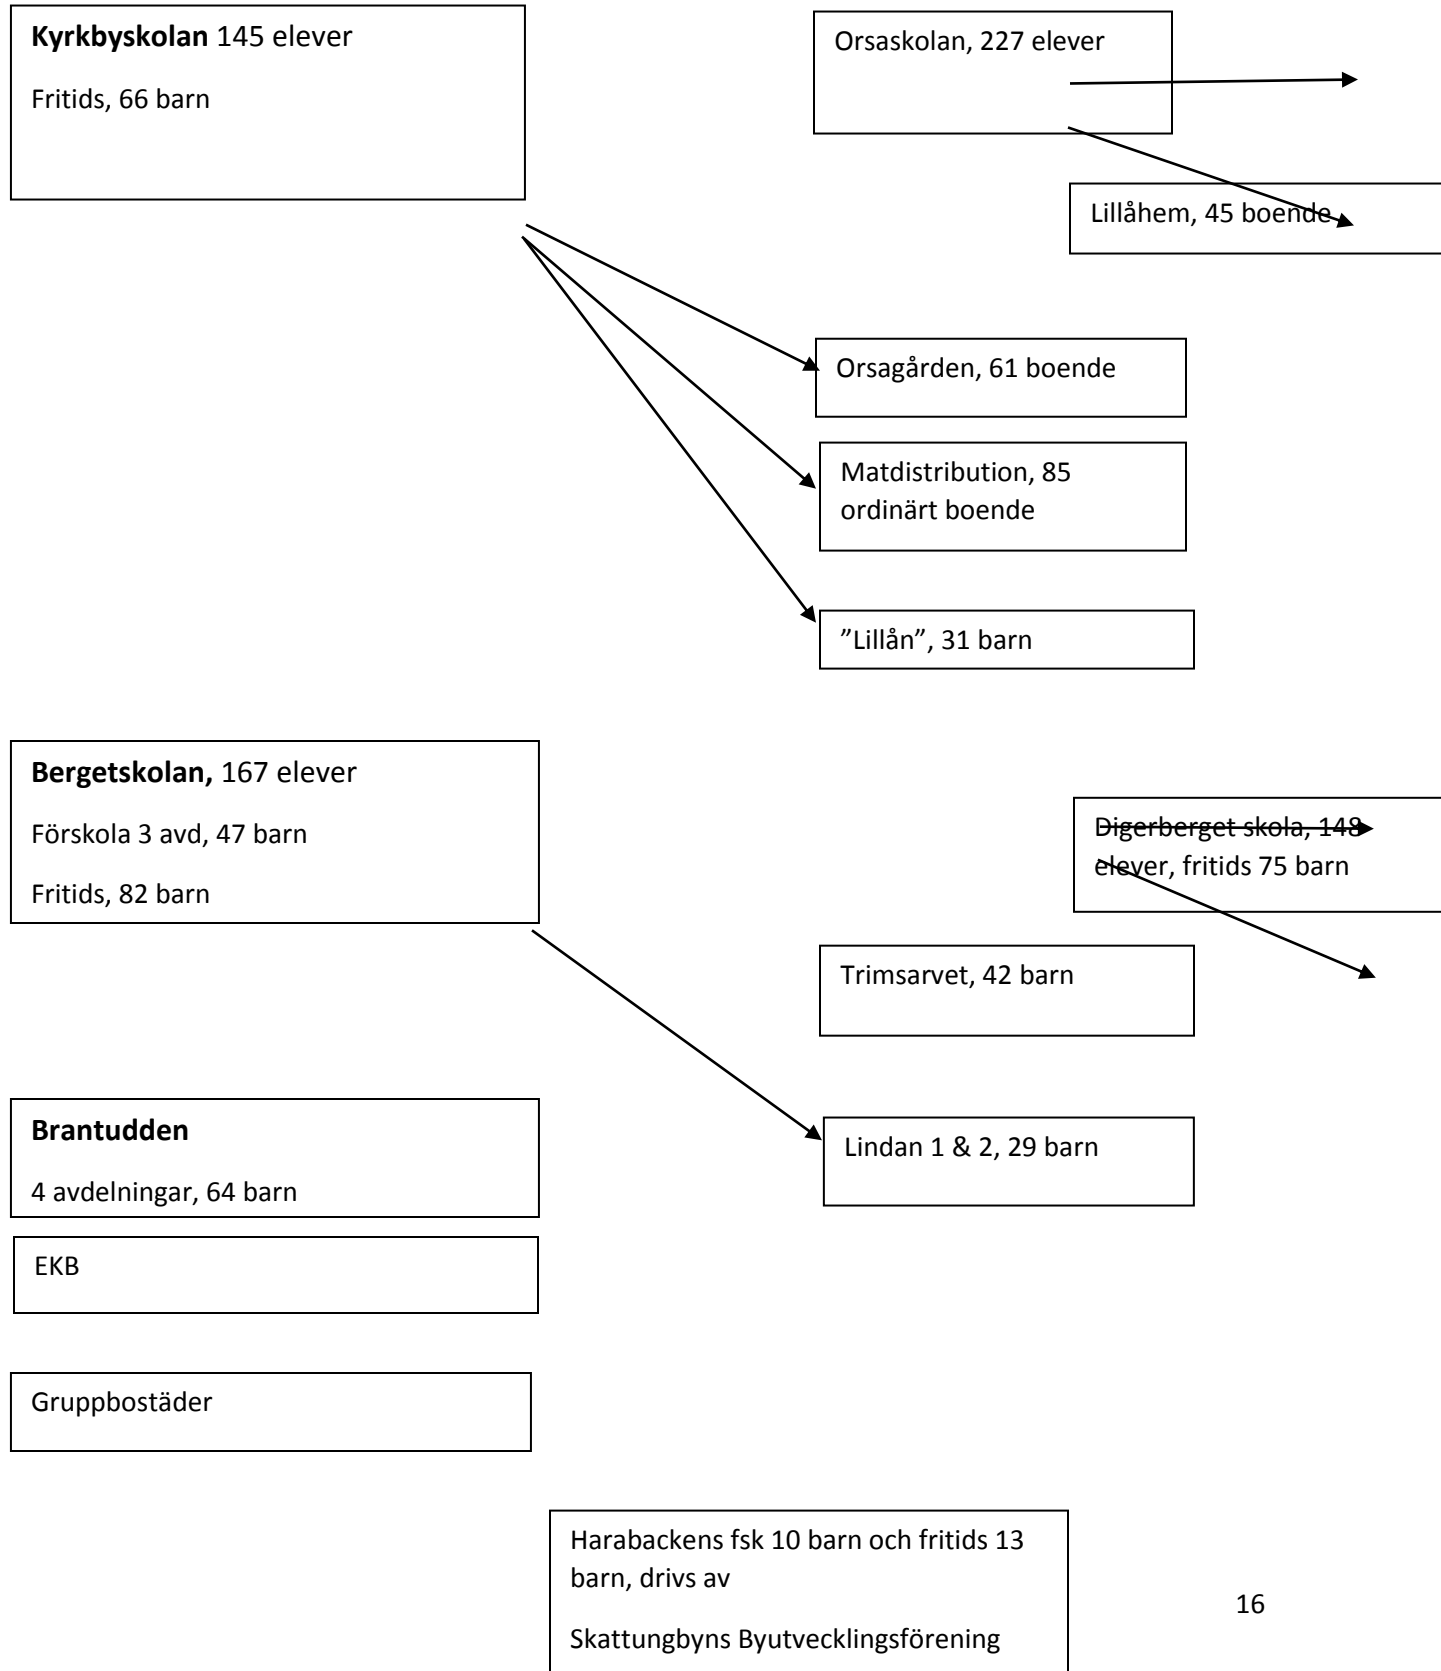 Kyrkbyskolan 145 elever
Fritids, 66 barn
Orsaskolan, 227 elever
Lillåhem, 45 boende
Orsagården, 61 boende
Matdistribution, 85
ordinärt boende
”Lillån”, 31 barn
Bergetskolan, 167 elever
Förskola 3 avd, 47 barn
Fritids, 82 barn
Digerberget skola, 148
elever, fritids 75 barn
Trimsarvet, 42 barn
Brantudden
4 avdelningar, 64 barn
Lindan 1 & 2, 29 barn
EKB
Gruppbostäder
Harabackens fsk 10 barn och fritids 13
barn, drivs av
Skattungbyns Byutvecklingsförening
16